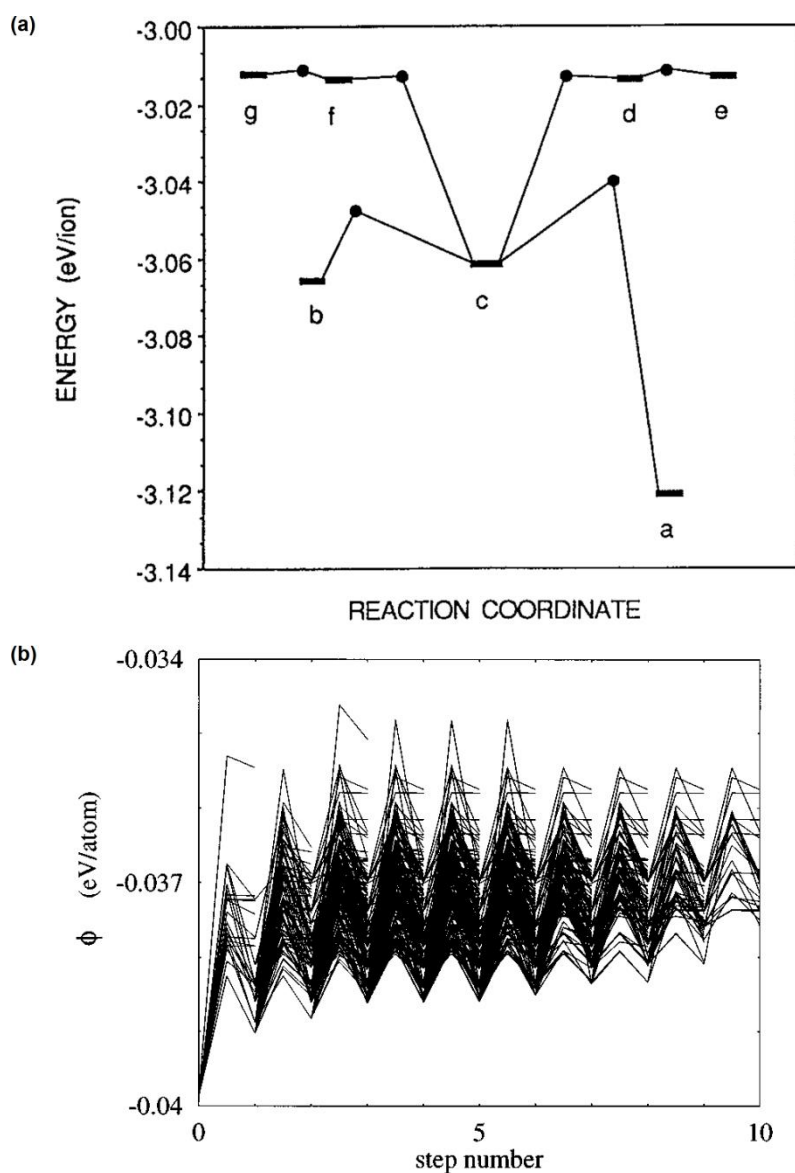 (a)
-3.00
-3.02
-3.04
-3.06
-3.08
-3.10
-3.12
-3.14
ENERGY (eV/ion)
g
f
d
e
b
c
a
REACTION COORDINATE
(b)
-0.034
-0.037
-0.04
ϕ (eV/atom)
0
5
10
step number